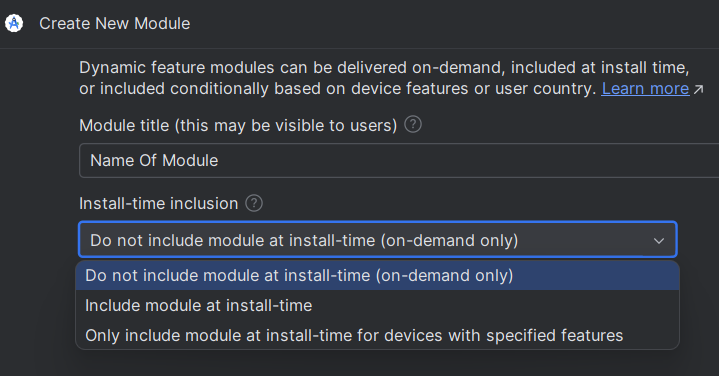 Create New Module
Dynamic feature modules can be delivered on-demand, included at install time,
or included conditionally based on device features or user country. Learn more
Module title (this may be visible to users)
Name Of Module
Install-time inclusion
Do not include module at install-time (on-demand only)
Do not include module at install-time (on-demand only)
Include module at install-time
Only include module at install-time for devices with specified features